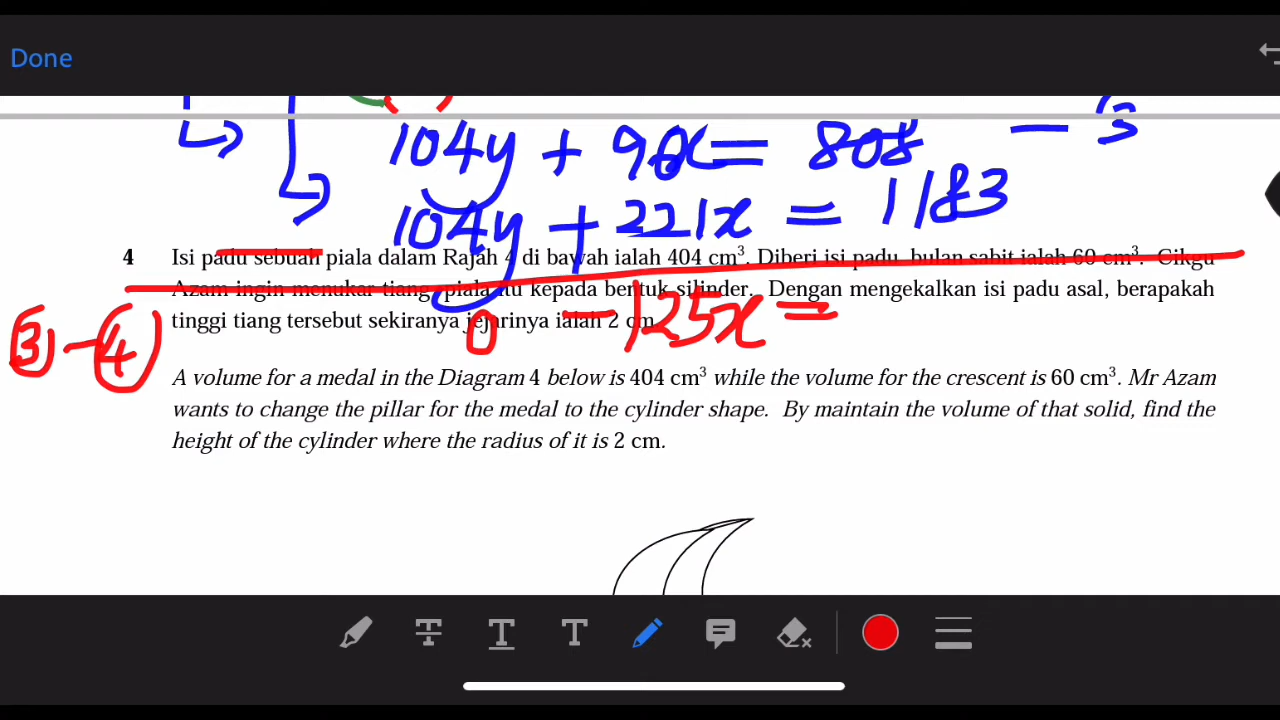 Done
104y + 96x = 808 — 3
104y + 221x = 1183
4 Isi padu sebuah piala dalam Rajah 4 di bawah ialah 404 cm³. Diberi isi padu bulan sabit ialah 60 cm³. Cikgu
Azam ingin menukar tiang piala itu kepada bentuk silinder. Dengan mengekalkan isi padu asal, berapakah
tinggi tiang tersebut sekiranya jejarinya ialah 2 cm.
③ - ④ 0 - 125x =
A volume for a medal in the Diagram 4 below is 404 cm³ while the volume for the crescent is 60 cm³. Mr Azam
wants to change the pillar for the medal to the cylinder shape. By maintain the volume of that solid, find the
height of the cylinder where the radius of it is 2 cm.
T T T